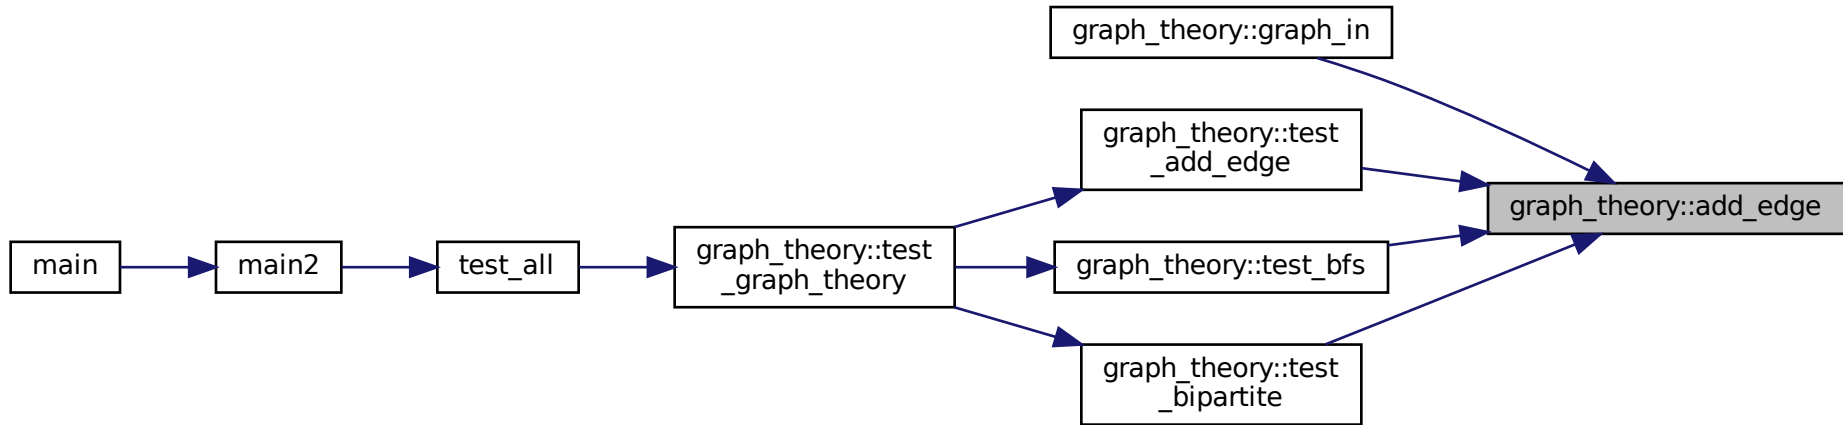 graph_theory::graph_in
graph_theory::test
_add_edge
graph_theory::add_edge
main
main2
test_all
graph_theory::test
_graph_theory
graph_theory::test_bfs
graph_theory::test
_bipartite